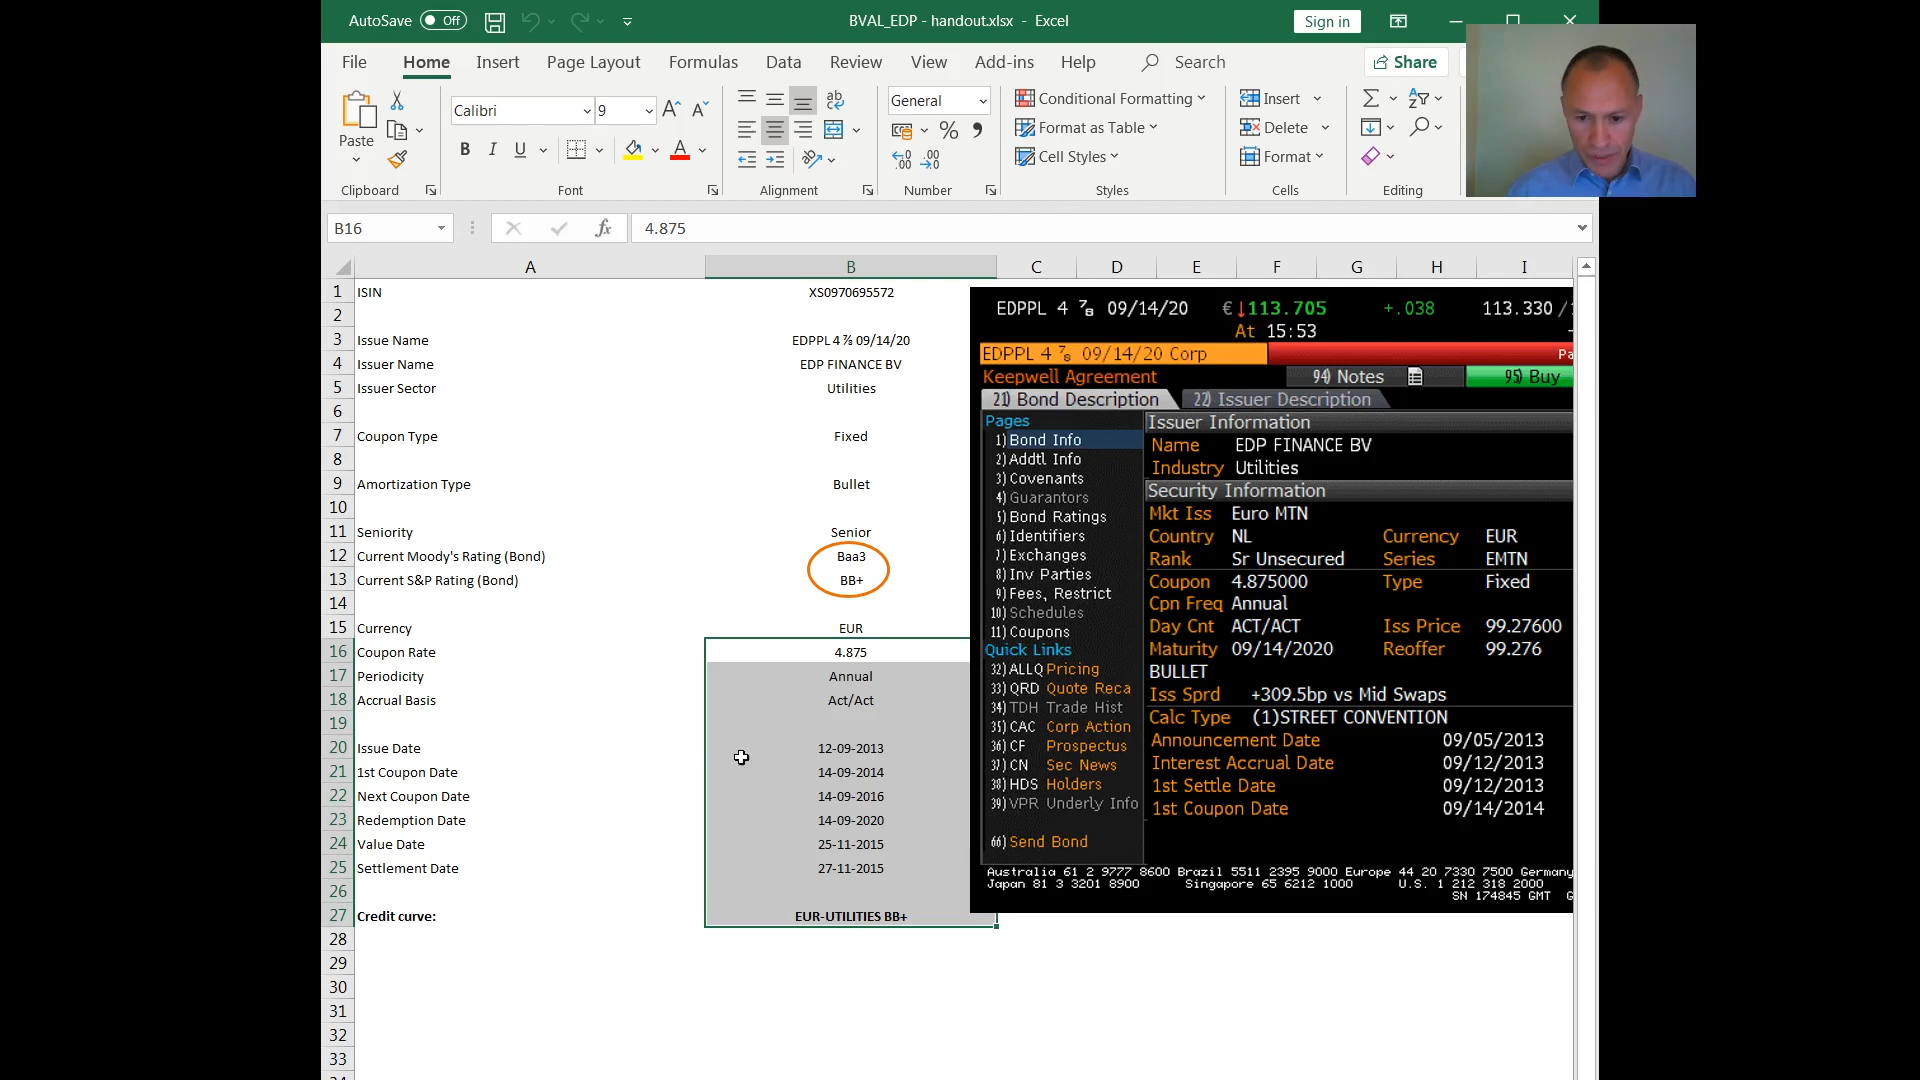 AutoSave Off BVAL_EDP - handout.xlsx - Excel Sign in
File Home Insert Page Layout Formulas Data Review View Add-ins Help Search Share
Paste
Calibri 9
B I U
ab
General
% 9
Conditional Formatting
Format as Table
Cell Styles
Insert
Delete
Format
Clipboard Font Alignment Number Styles Cells Editing
B16 fx 4.875
A B C D E F G H I
1 ISIN XS0970695572
2
3 Issue Name EDPPL 4 ⅞ 09/14/20
4 Issuer Name EDP FINANCE BV
5 Issuer Sector Utilities
6
7 Coupon Type Fixed
8
9 Amortization Type Bullet
10
11 Seniority Senior
12 Current Moody's Rating (Bond) Baa3
13 Current S&P Rating (Bond) BB+
14
15 Currency EUR
16 Coupon Rate 4.875
17 Periodicity Annual
18 Accrual Basis Act/Act
19
20 Issue Date 12-09-2013
21 1st Coupon Date 14-09-2014
22 Next Coupon Date 14-09-2016
23 Redemption Date 14-09-2020
24 Value Date 25-11-2015
25 Settlement Date 27-11-2015
26
27 Credit curve: EUR-UTILITIES BB+
28
29
30
31
32
33
EDPPL 4 ⅞ 09/14/20 €↓113.705 +.038 113.330 /
At 15:53
EDPPL 4 ⅞ 09/14/20 Corp
Keepwell Agreement 94) Notes 95) Buy
21) Bond Description 22) Issuer Description
Pages
1) Bond Info
2) Addtl Info
3) Covenants
4) Guarantors
5) Bond Ratings
6) Identifiers
7) Exchanges
8) Inv Parties
9) Fees, Restrict
10) Schedules
11) Coupons
Quick Links
32) ALLQ Pricing
33) QRD Quote Reca
34) TDH Trade Hist
35) CAC Corp Action
36) CF Prospectus
37) CN Sec News
38) HDS Holders
39) VPR Underly Info
66) Send Bond
Issuer Information
Name EDP FINANCE BV
Industry Utilities
Security Information
Mkt Iss Euro MTN
Country NL Currency EUR
Rank Sr Unsecured Series EMTN
Coupon 4.875000 Type Fixed
Cpn Freq Annual
Day Cnt ACT/ACT Iss Price 99.27600
Maturity 09/14/2020 Reoffer 99.276
BULLET
Iss Sprd +309.5bp vs Mid Swaps
Calc Type (1)STREET CONVENTION
Announcement Date 09/05/2013
Interest Accrual Date 09/12/2013
1st Settle Date 09/12/2013
1st Coupon Date 09/14/2014
Australia 61 2 9777 8600 Brazil 5511 2395 9000 Europe 44 20 7330 7500 Germany
Japan 81 3 3201 8900 Singapore 65 6212 1000 U.S. 1 212 318 2000
SN 174845 GMT